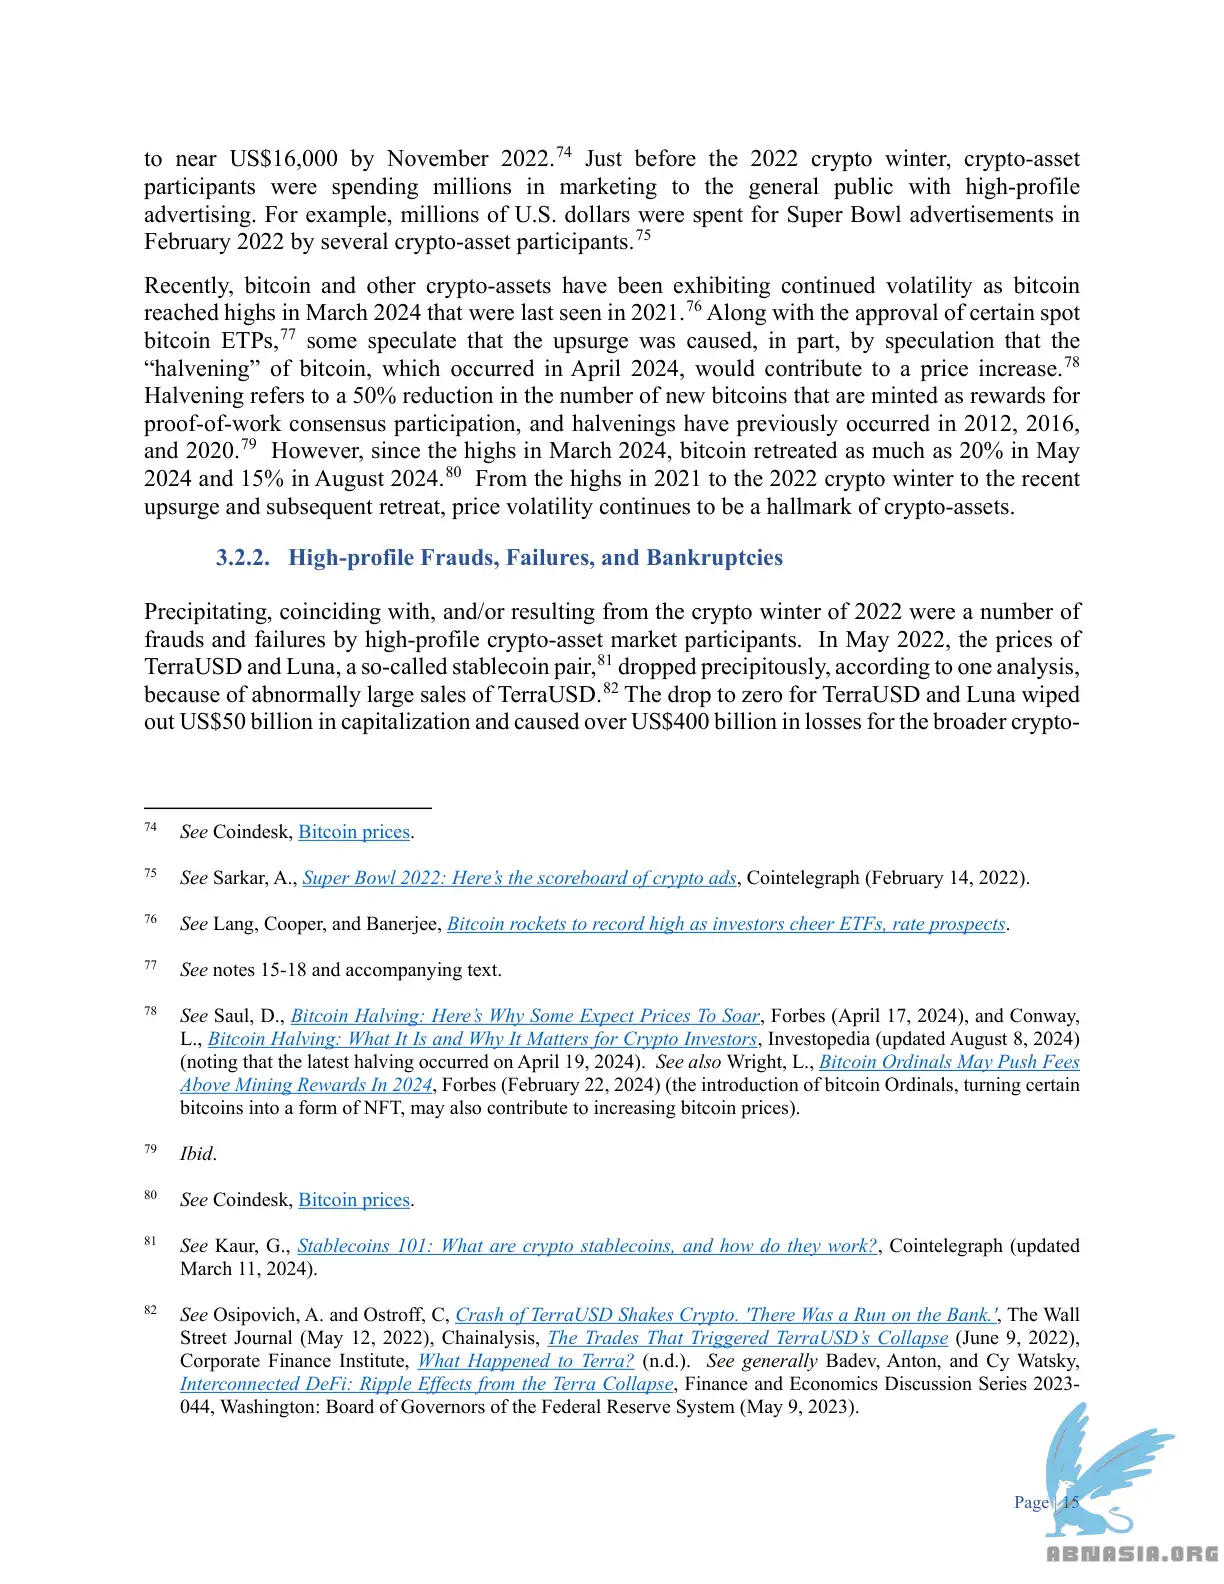 to near US$16,000 by November 2022.74 Just before the 2022 crypto winter, crypto-asset
participants were spending millions in marketing to the general public with high-profile
advertising. For example, millions of U.S. dollars were spent for Super Bowl advertisements in
February 2022 by several crypto-asset participants.75
Recently, bitcoin and other crypto-assets have been exhibiting continued volatility as bitcoin
reached highs in March 2024 that were last seen in 2021.76 Along with the approval of certain spot
bitcoin ETPs,77 some speculate that the upsurge was caused, in part, by speculation that the
“halvening” of bitcoin, which occurred in April 2024, would contribute to a price increase.78
Halvening refers to a 50% reduction in the number of new bitcoins that are minted as rewards for
proof-of-work consensus participation, and halvenings have previously occurred in 2012, 2016,
and 2020.79 However, since the highs in March 2024, bitcoin retreated as much as 20% in May
2024 and 15% in August 2024.80 From the highs in 2021 to the 2022 crypto winter to the recent
upsurge and subsequent retreat, price volatility continues to be a hallmark of crypto-assets.
3.2.2. High-profile Frauds, Failures, and Bankruptcies
Precipitating, coinciding with, and/or resulting from the crypto winter of 2022 were a number of
frauds and failures by high-profile crypto-asset market participants. In May 2022, the prices of
TerraUSD and Luna, a so-called stablecoin pair,81 dropped precipitously, according to one analysis,
because of abnormally large sales of TerraUSD.82 The drop to zero for TerraUSD and Luna wiped
out US$50 billion in capitalization and caused over US$400 billion in losses for the broader crypto-
74 See Coindesk, Bitcoin prices.
75 See Sarkar, A., Super Bowl 2022: Here’s the scoreboard of crypto ads, Cointelegraph (February 14, 2022).
76 See Lang, Cooper, and Banerjee, Bitcoin rockets to record high as investors cheer ETFs, rate prospects.
77 See notes 15-18 and accompanying text.
78 See Saul, D., Bitcoin Halving: Here’s Why Some Expect Prices To Soar, Forbes (April 17, 2024), and Conway,
L., Bitcoin Halving: What It Is and Why It Matters for Crypto Investors, Investopedia (updated August 8, 2024)
(noting that the latest halving occurred on April 19, 2024). See also Wright, L., Bitcoin Ordinals May Push Fees
Above Mining Rewards In 2024, Forbes (February 22, 2024) (the introduction of bitcoin Ordinals, turning certain
bitcoins into a form of NFT, may also contribute to increasing bitcoin prices).
79 Ibid.
80 See Coindesk, Bitcoin prices.
81 See Kaur, G., Stablecoins 101: What are crypto stablecoins, and how do they work?, Cointelegraph (updated
March 11, 2024).
82 See Osipovich, A. and Ostroff, C, Crash of TerraUSD Shakes Crypto. 'There Was a Run on the Bank.', The Wall
Street Journal (May 12, 2022), Chainalysis, The Trades That Triggered TerraUSD’s Collapse (June 9, 2022),
Corporate Finance Institute, What Happened to Terra? (n.d.). See generally Badev, Anton, and Cy Watsky,
Interconnected DeFi: Ripple Effects from the Terra Collapse, Finance and Economics Discussion Series 2023-
044, Washington: Board of Governors of the Federal Reserve System (May 9, 2023).
Page | 15
ABNASIA.ORG